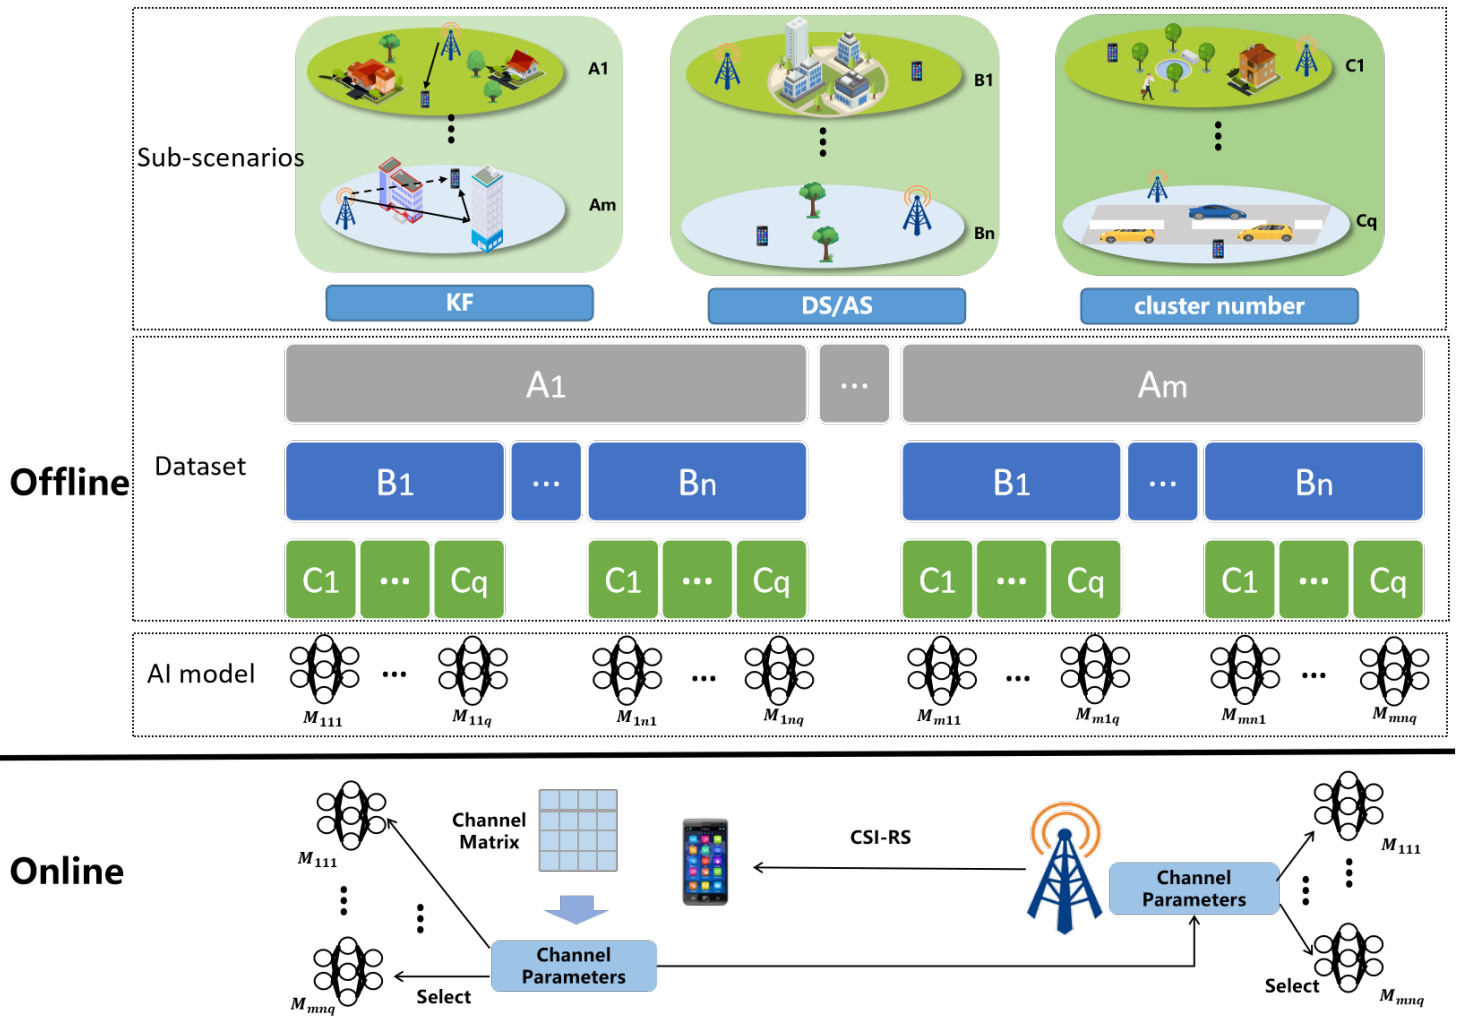 Sub-scenarios
A1
Am
B1
Bn
C1
Cq
KF
DS/AS
cluster number
Offline
Dataset
A1
...
Am
B1
...
Bn
B1
...
Bn
C1
...
Cq
C1
...
Cq
C1
...
Cq
C1
...
Cq
AI model
...
...
...
...
M111
M11q
M1n1
M1nq
Mm11
Mm1q
Mmn1
Mmnq
Online
Channel
Matrix
CSI-RS
Channel
Parameters
M111
M111
Channel
Parameters
Select
Select
Mmnq
Mmnq